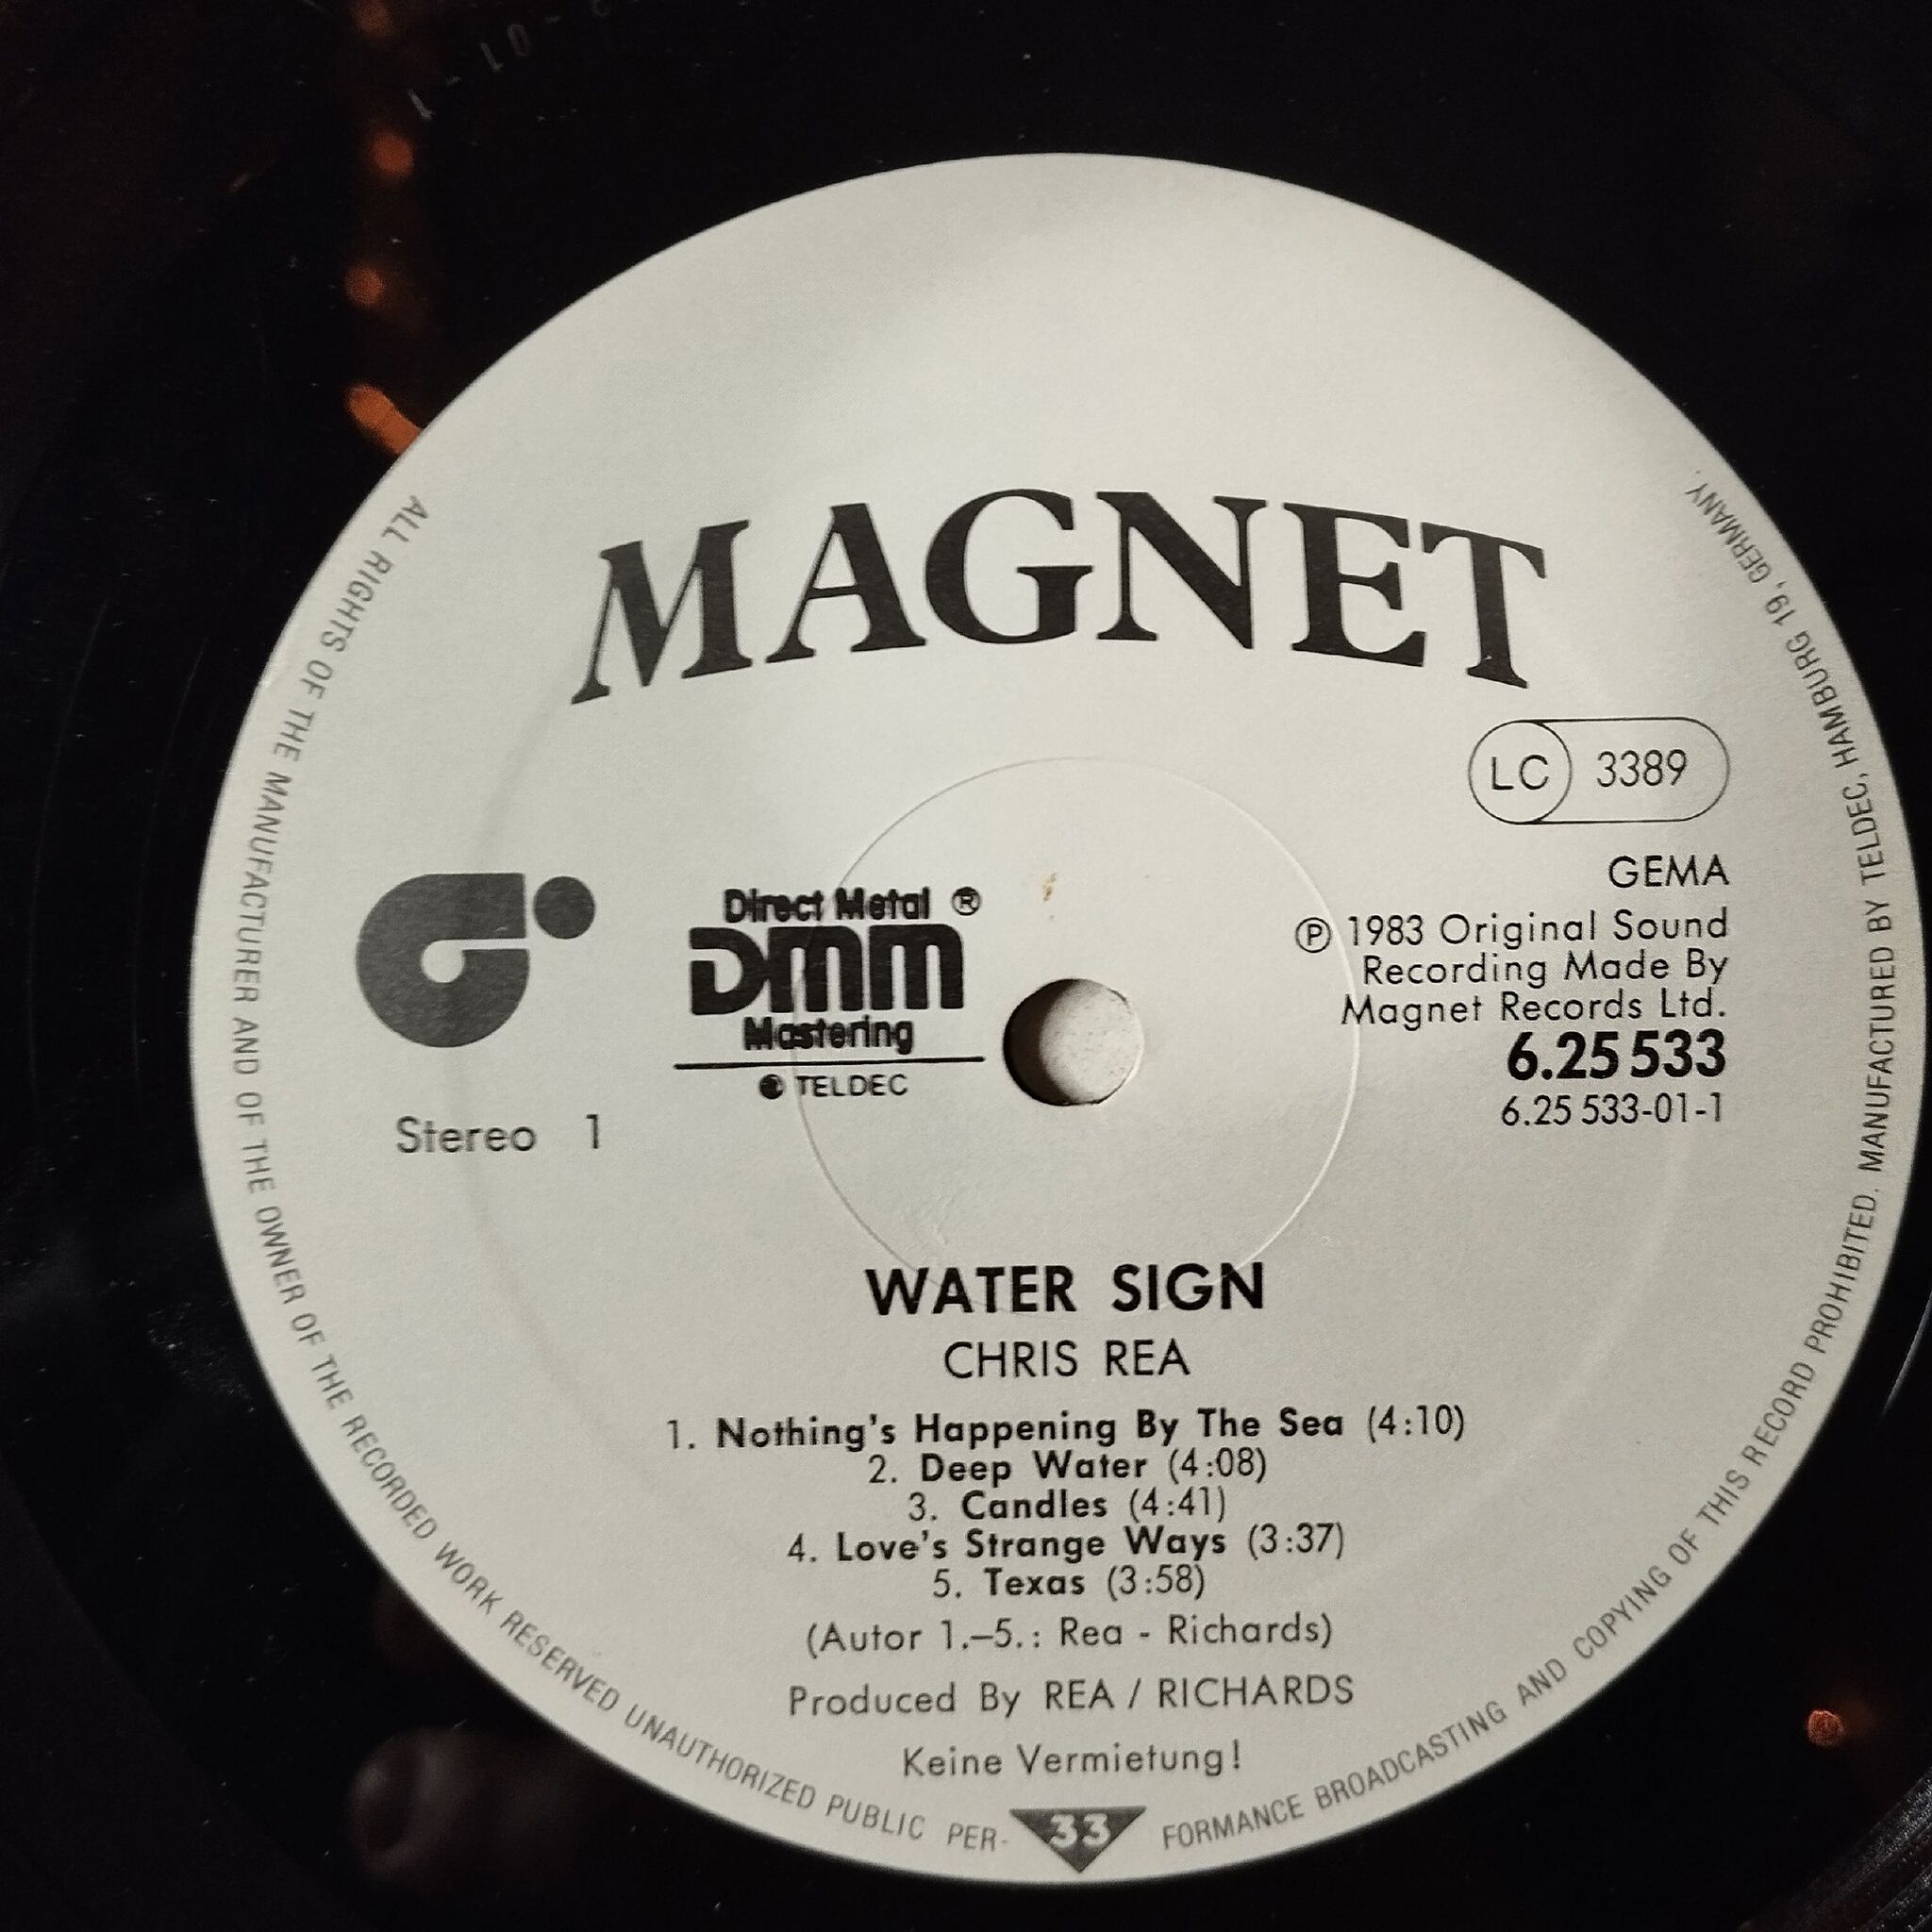 MAGNET
LC 3389
GEMA
Ⓟ 1983 Original Sound
Recording Made By
Magnet Records Ltd.
6.25 533
6.25 533-01-1
Direct Metal ®
DMM
Mastering
TELDEC
Stereo 1
WATER SIGN
CHRIS REA
1. Nothing's Happening By The Sea (4:10)
2. Deep Water (4:08)
3. Candles (4:41)
4. Love's Strange Ways (3:37)
5. Texas (3:58)
(Autor 1.–5.: Rea - Richards)
Produced By REA / RICHARDS
Keine Vermietung!
33
ALL RIGHTS OF THE MANUFACTURER AND OF THE OWNER OF THE RECORDED WORK RESERVED UNAUTHORIZED PUBLIC PER- FORMANCE BROADCASTING AND COPYING OF THIS RECORD PROHIBITED. MANUFACTURED BY TELDEC, HAMBURG 19, GERMANY.